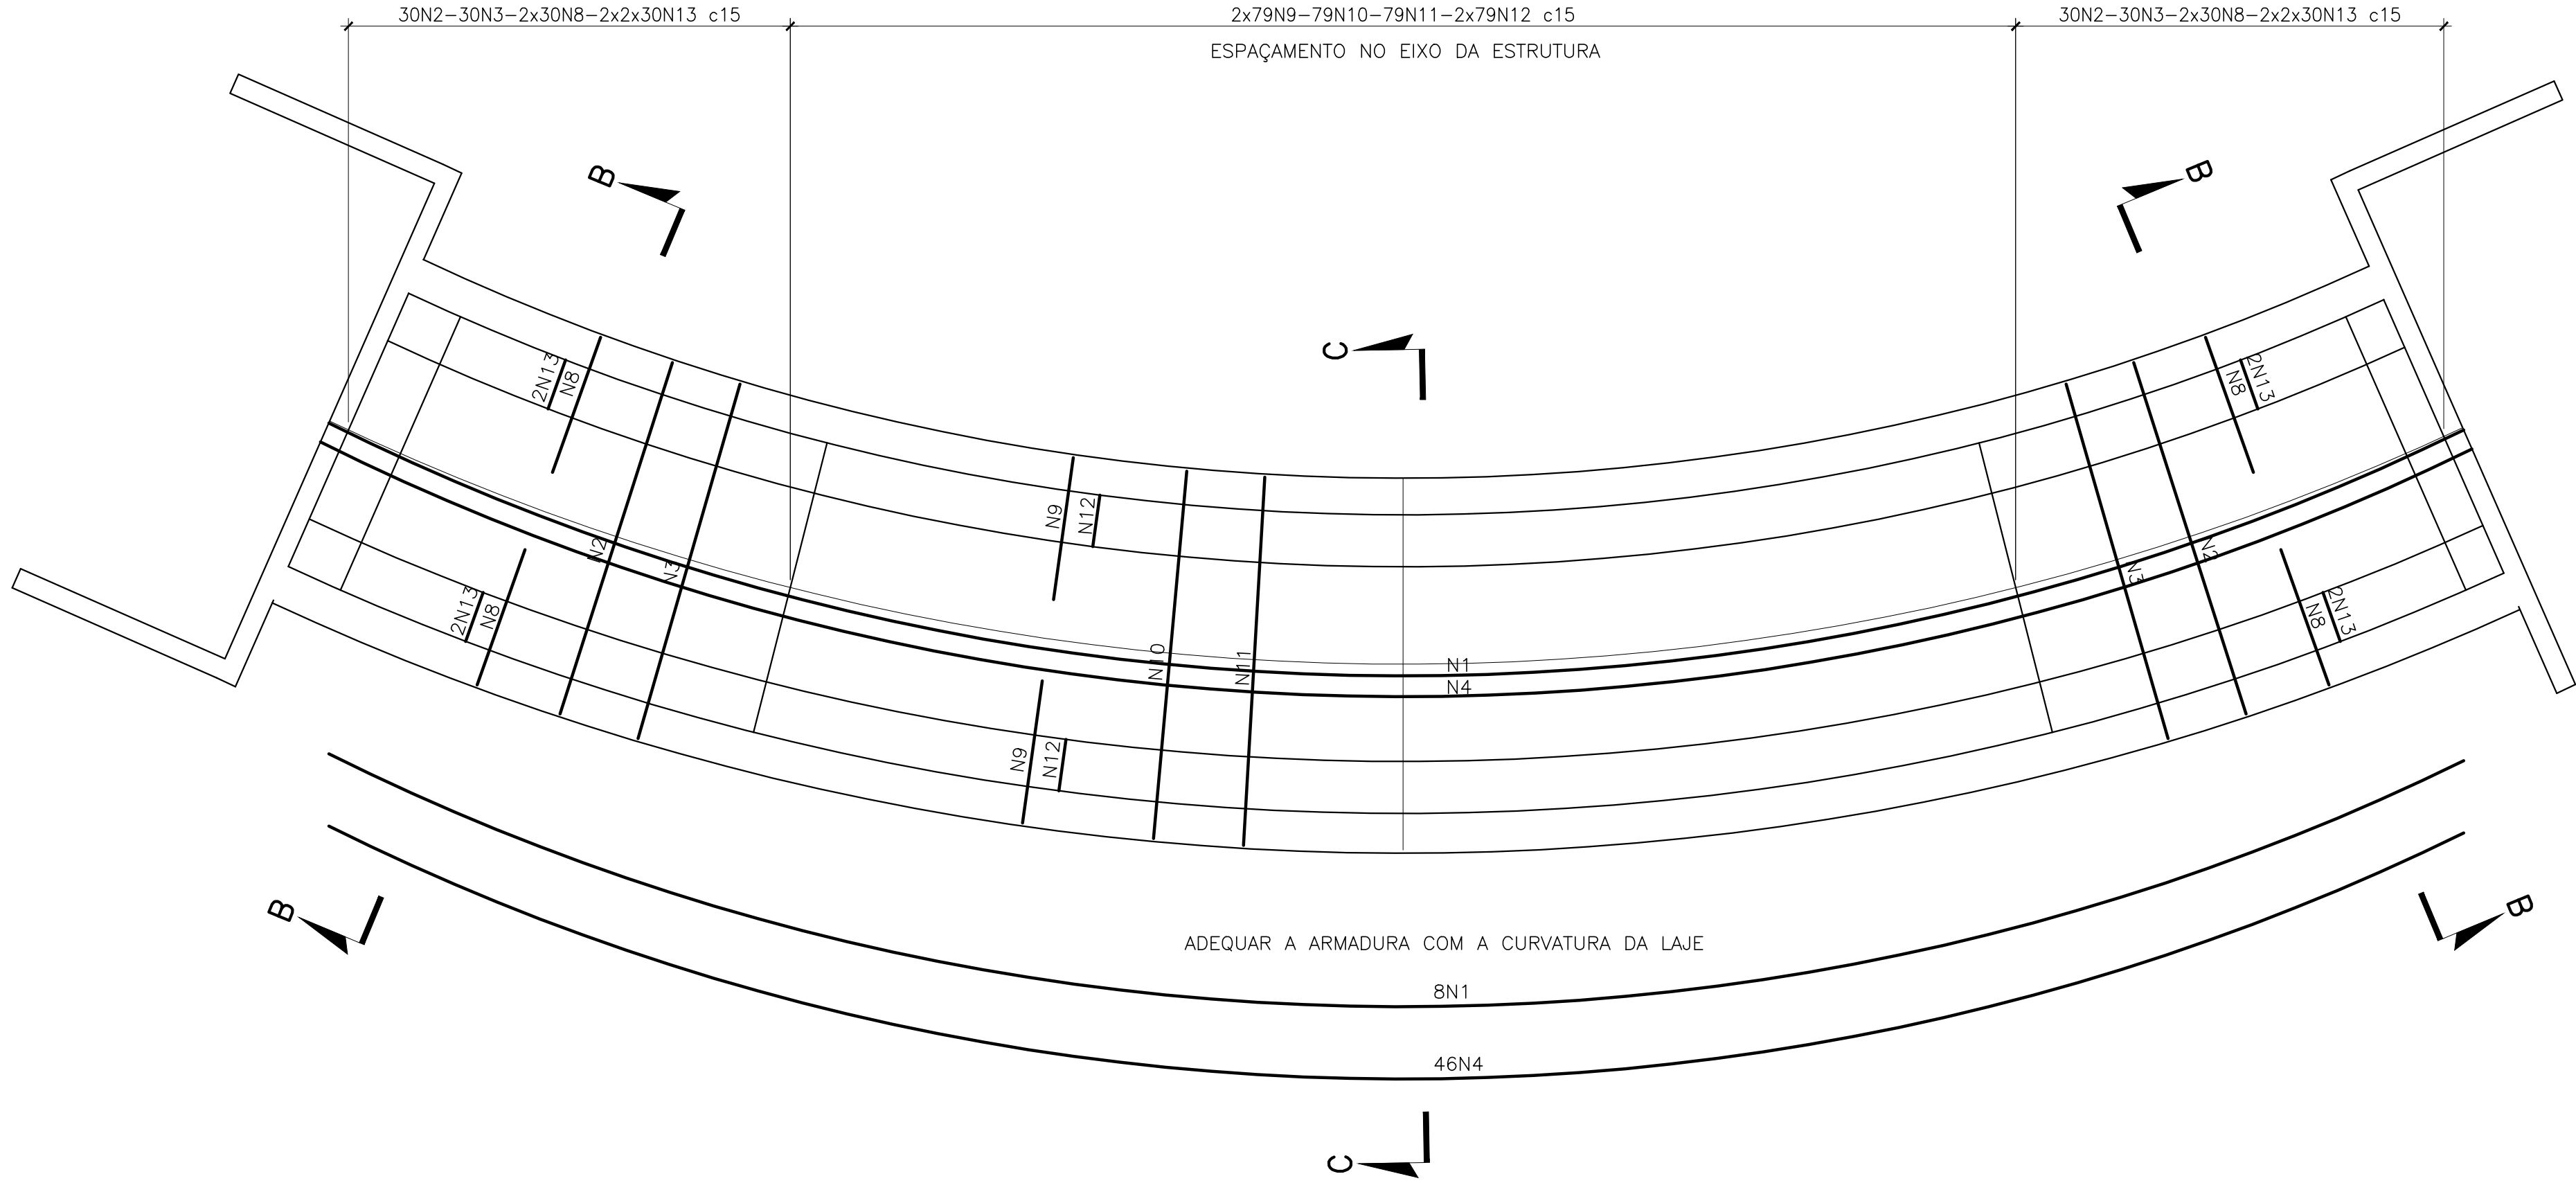 30N2-30N3-2x30N8-2x2x30N13 c15
2x79N9-79N10-79N11-2x79N12 c15
30N2-30N3-2x30N8-2x2x30N13 c15
ESPAÇAMENTO NO EIXO DA ESTRUTURA
B
B
C
2N13
N8
2N13
N8
N9
N12
N2
N3
N2
N3
2N13
N8
2N13
N8
N10
N11
N1
N4
N9
N12
B
B
ADEQUAR A ARMADURA COM A CURVATURA DA LAJE
8N1
46N4
C